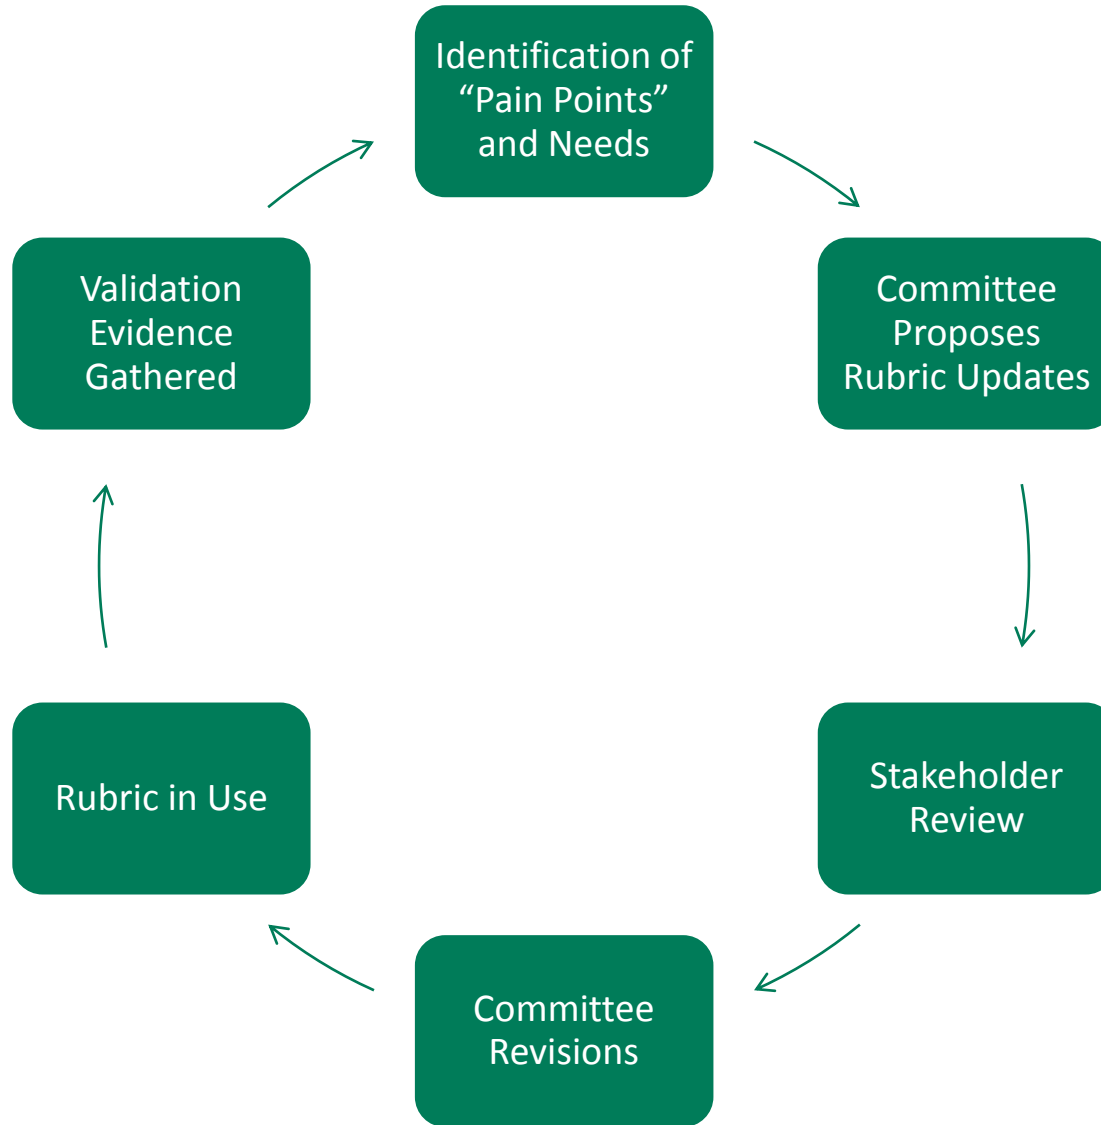 Identification of
“Pain Points”
and Needs
Committee
Proposes
Rubric Updates
Stakeholder
Review
Committee
Revisions
Rubric in Use
Validation
Evidence
Gathered